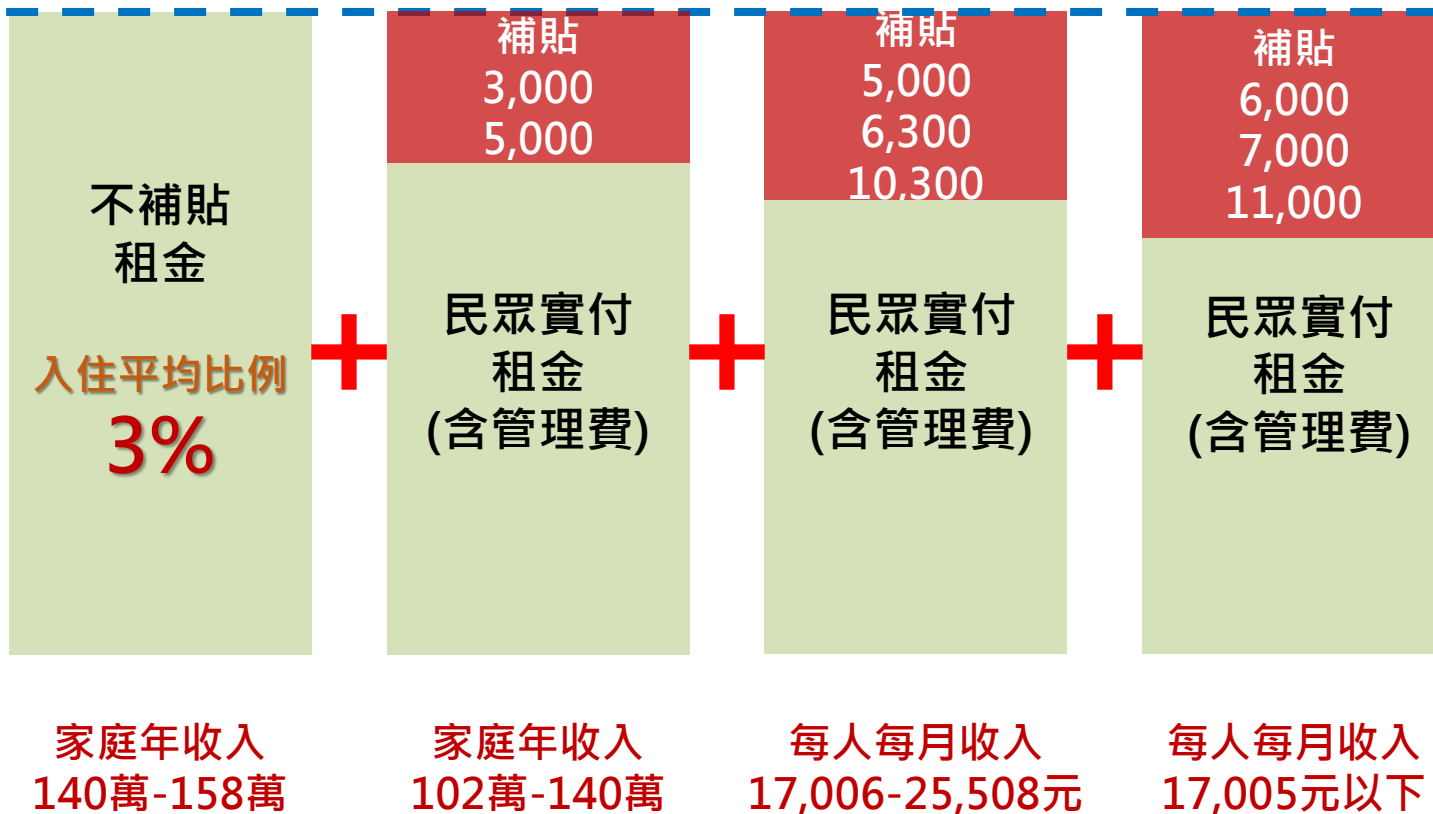 不補貼
租金
入住平均比例
3%
家庭年收入
140萬-158萬
補貼
3,000
5,000
民眾實付
租金
(含管理費)
家庭年收入
102萬-140萬
補貼
5,000
6,300
10,300
民眾實付
租金
(含管理費)
每人每月收入
17,006-25,508元
補貼
6,000
7,000
11,000
民眾實付
租金
(含管理費)
每人每月收入
17,005元以下